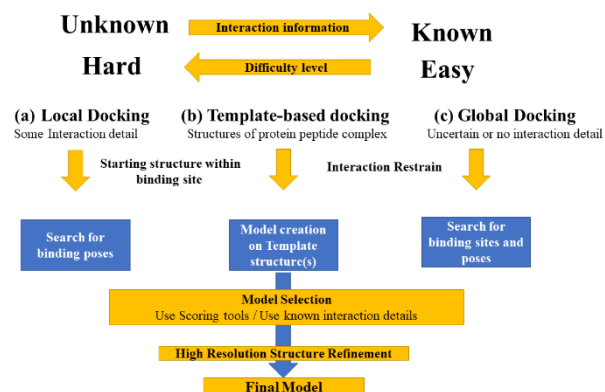 Unknown
Interaction information
Known
Hard
Difficulty level
Easy
(a) Local Docking
Some Interaction detail
(b) Template-based docking
Structures of protein peptide complex
(c) Global Docking
Uncertain or no interaction detail
Starting structure within
binding site
Interaction Restrain
Search for
binding poses
Model creation
on Template
structure(s)
Search for
binding sites and
poses
Model Selection
Use Scoring tools / Use known interaction details
High Resolution Structure Refinement
Final Model